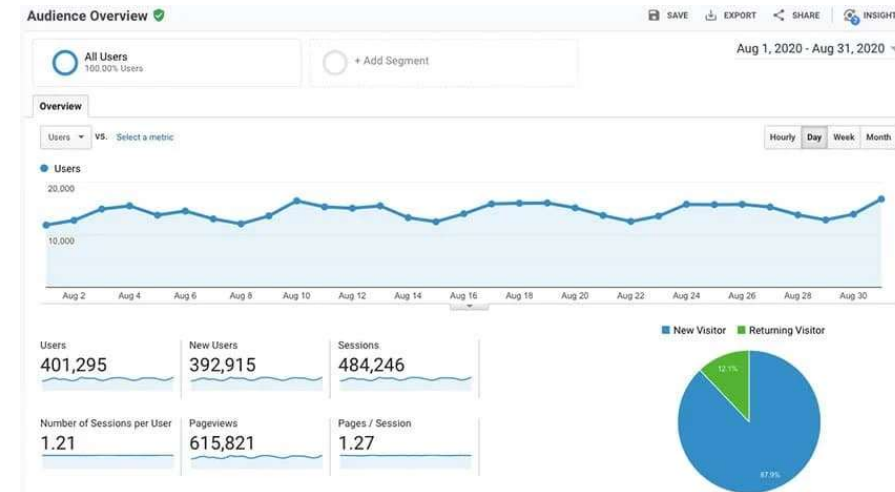 Audience Overview
SAVE EXPORT SHARE INSIGHT
All Users
100.00% Users
+ Add Segment
Aug 1, 2020 - Aug 31, 2020
Overview
Users VS. Select a metric
Hourly Day Week Month
Users
20,000
10,000
Aug 2 Aug 4 Aug 6 Aug 8 Aug 10 Aug 12 Aug 14 Aug 16 Aug 18 Aug 20 Aug 22 Aug 24 Aug 26 Aug 28 Aug 30
New Visitor Returning Visitor
Users
401,295
New Users
392,915
Sessions
484,246
Number of Sessions per User
1.21
Pageviews
615,821
Pages / Session
1.27
12.1%
87.9%